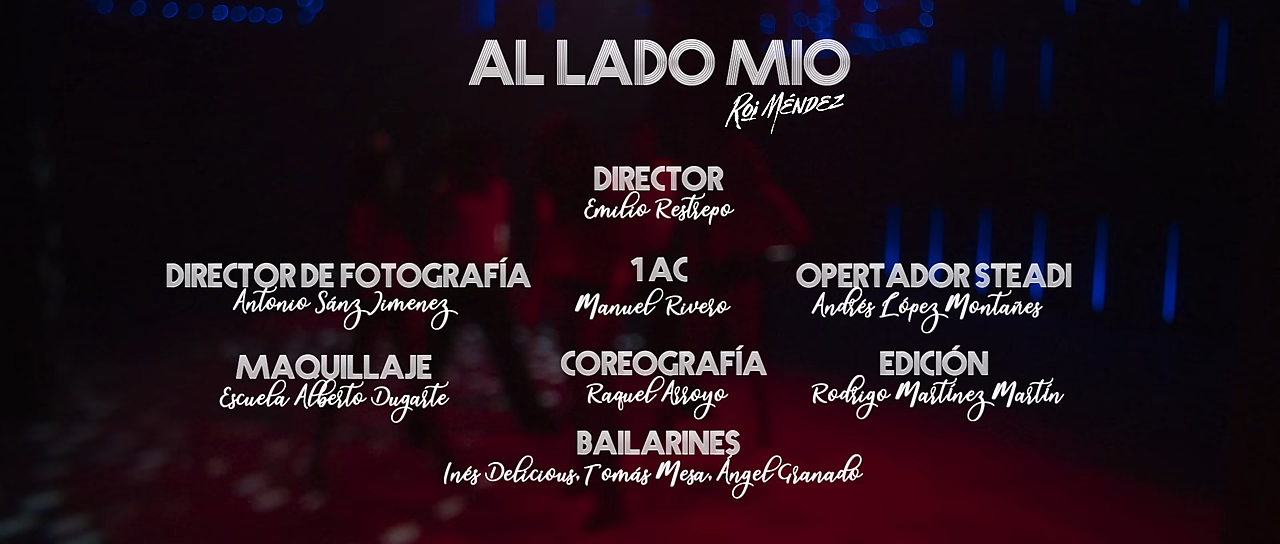 AL LADO MIO
Roi Méndez
DIRECTOR
Emilio Restrepo
DIRECTOR DE FOTOGRAFÍA
Antonio Sánz Jimenez
1 AC
Manuel Rivero
OPERTADOR STEADI
Andrés López Montañes
MAQUILLAJE
Escuela Alberto Dugarte
COREOGRAFÍA
Raquel Arroyo
EDICIÓN
Rodrigo Martínez Martín
BAILARINES
Inés Delicious, Tomás Mesa, Ángel Granado